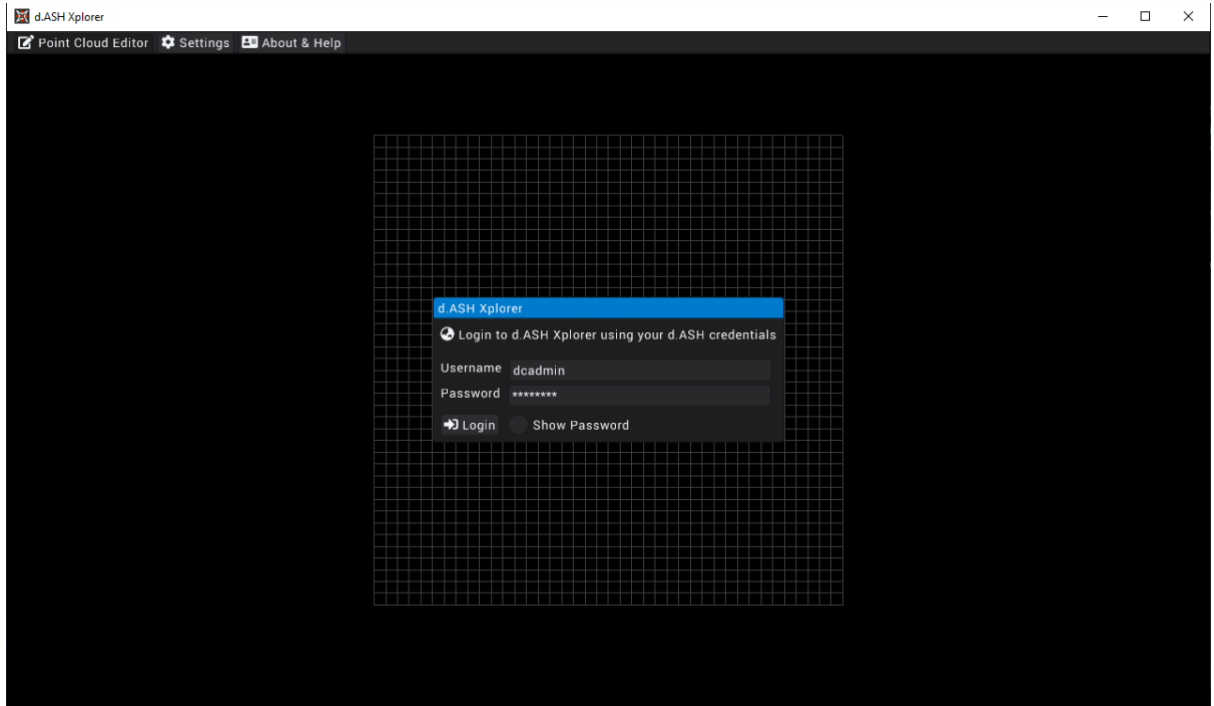 d.ASH Xplorer
Point Cloud Editor Settings About & Help
d.ASH Xplorer
Login to d.ASH Xplorer using your d.ASH credentials
Username dcadmin
Password ********
Login Show Password